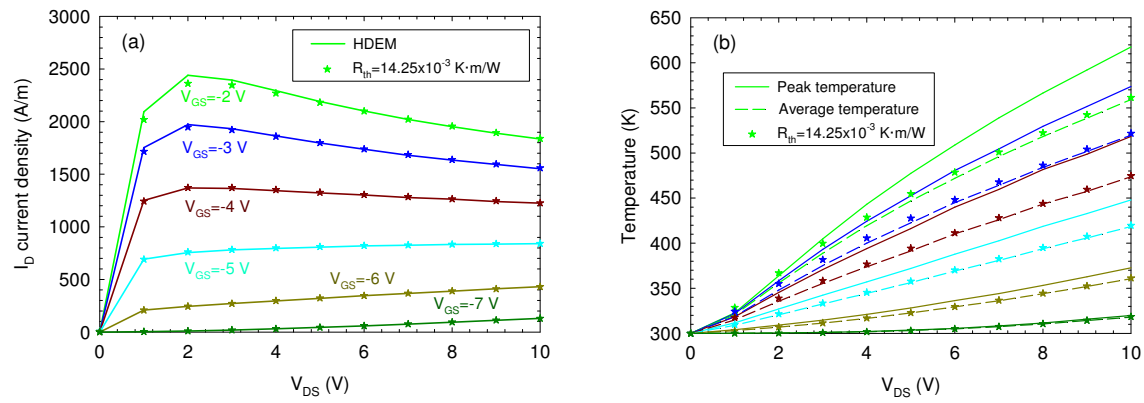 (a)
HDEM
R_th=14.25x10^-3 K·m/W
V_GS=-2 V
V_GS=-3 V
V_GS=-4 V
V_GS=-5 V
V_GS=-6 V
V_GS=-7 V
I_D current density (A/m)
3000
2500
2000
1500
1000
500
0
0 2 4 6 8 10
V_DS (V)
(b)
Peak temperature
Average temperature
R_th=14.25x10^-3 K·m/W
Temperature (K)
650
600
550
500
450
400
350
300
0 2 4 6 8 10
V_DS (V)